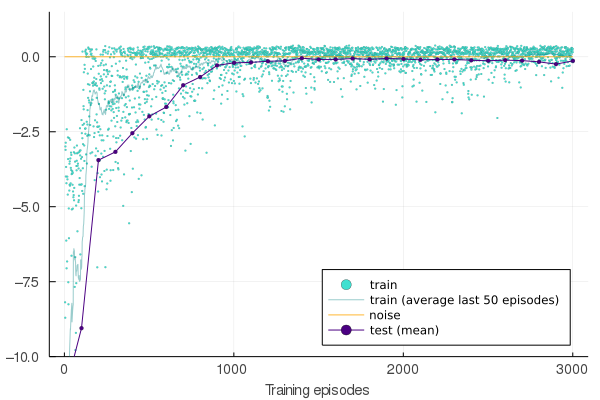 0.0
−2.5
−5.0
−7.5
−10.0
0
1000
2000
3000
Training episodes
train
train (average last 50 episodes)
noise
test (mean)